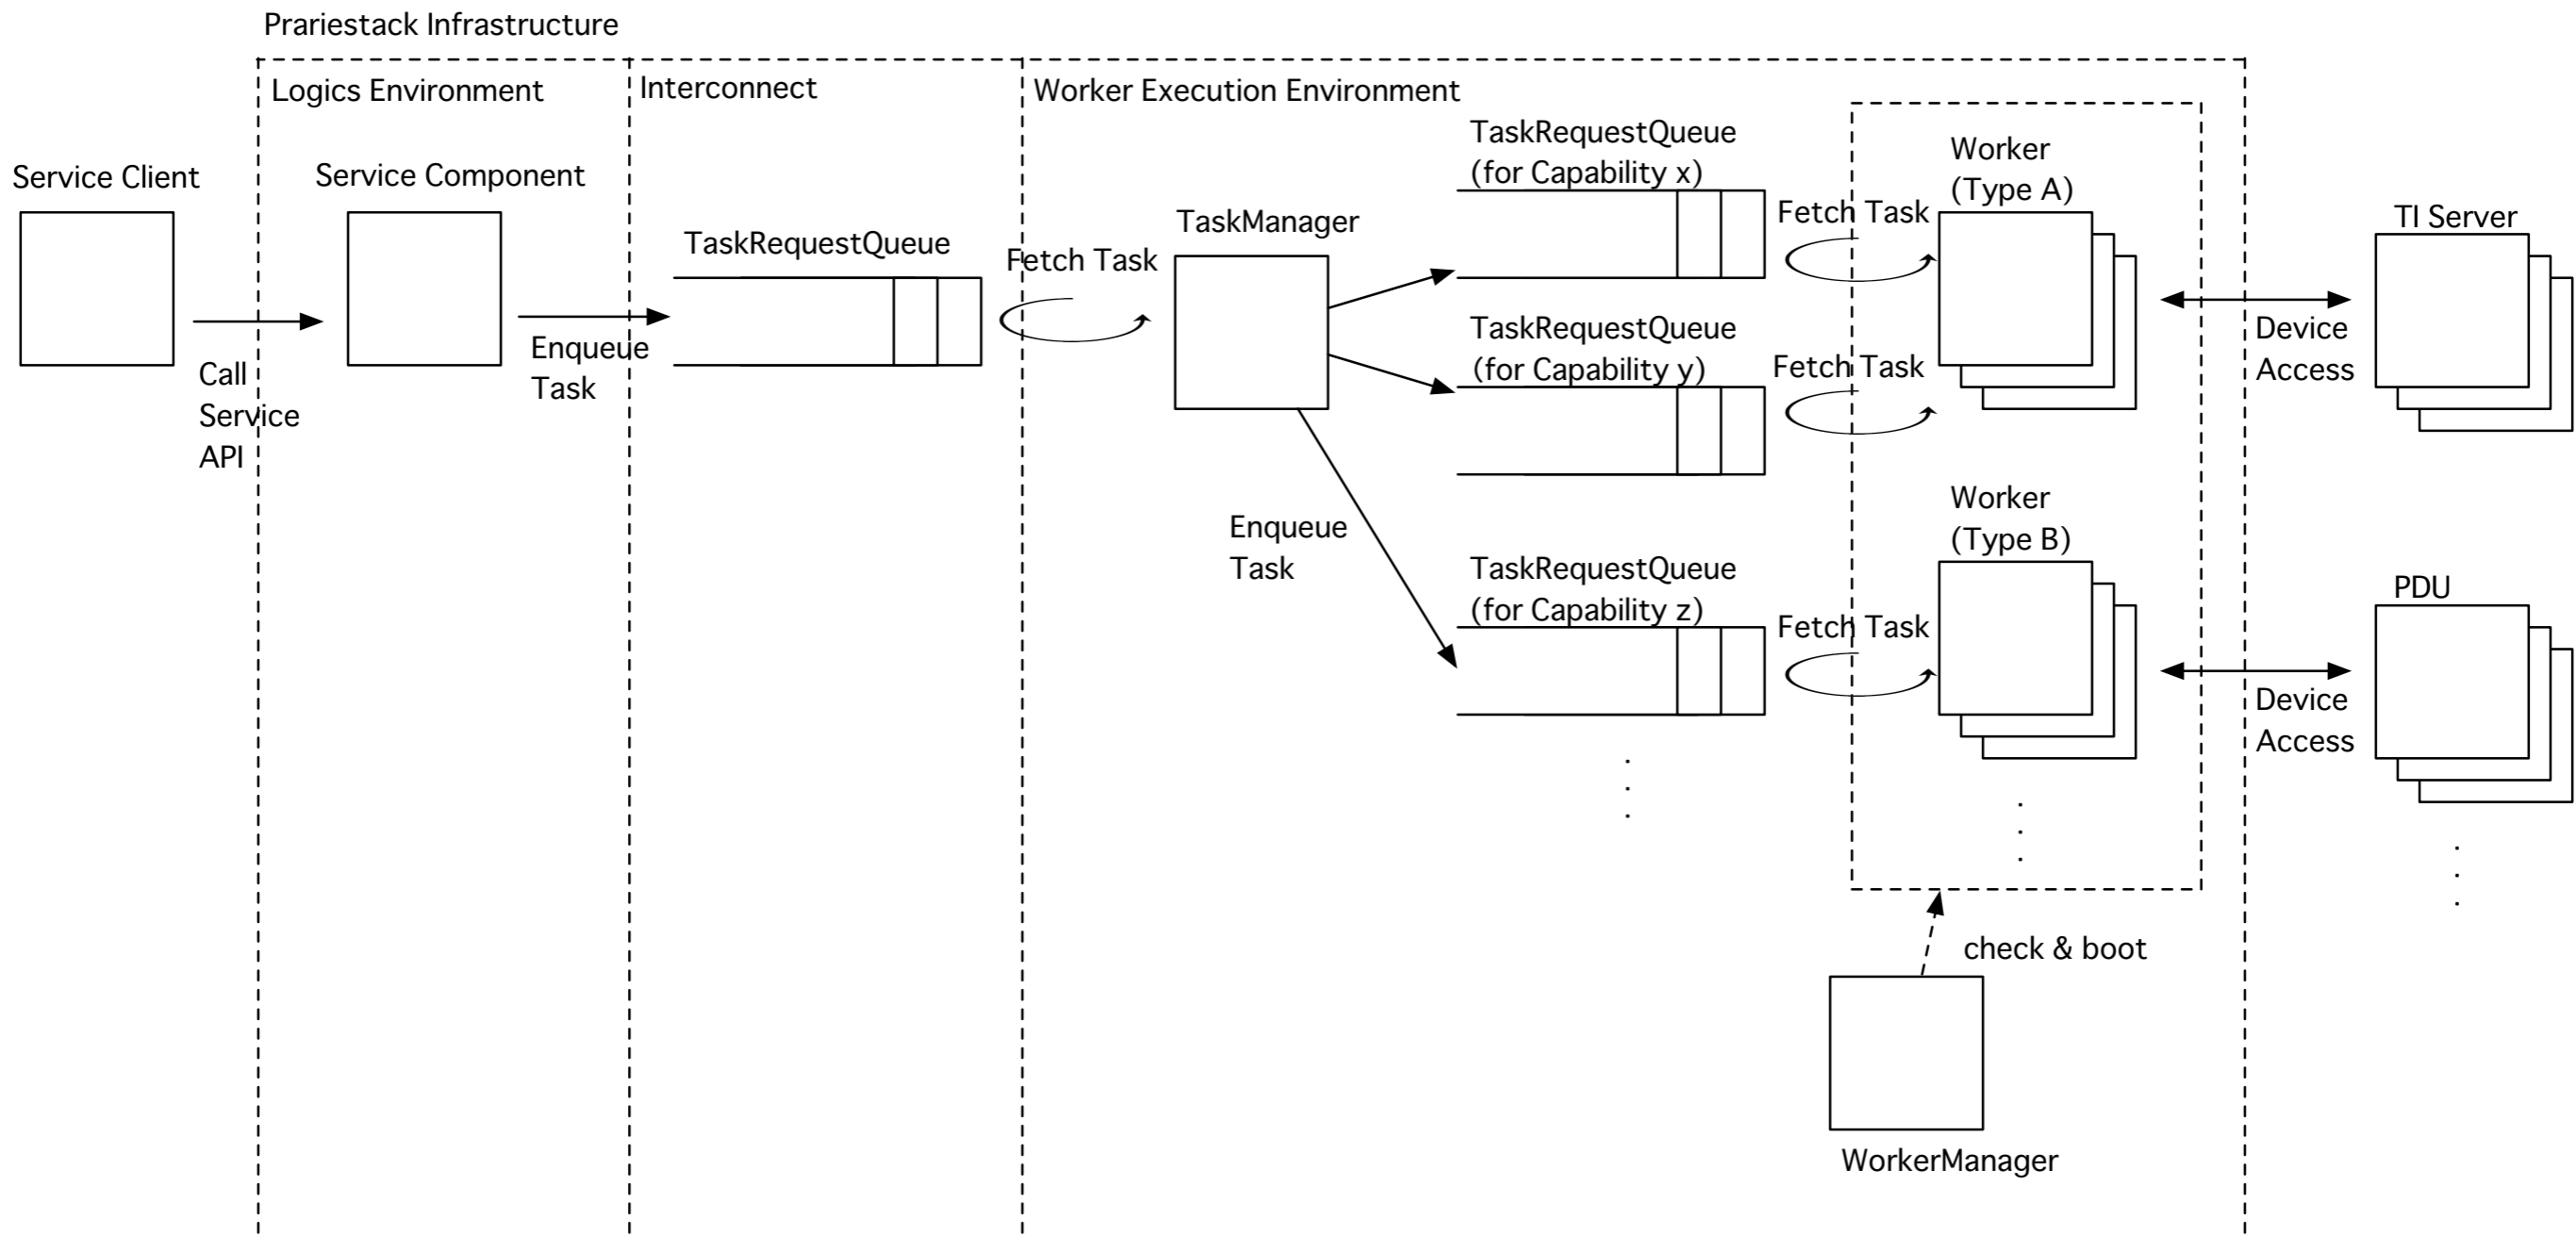 Prariestack Infrastructure
Logics Environment
Interconnect
Worker Execution Environment
Service Client
Call
Service
API
Service Component
Enqueue
Task
TaskRequestQueue
Fetch Task
TaskManager
Enqueue
Task
TaskRequestQueue
(for Capability x)
Fetch Task
TaskRequestQueue
(for Capability y)
Fetch Task
TaskRequestQueue
(for Capability z)
Fetch Task
Worker
(Type A)
Worker
(Type B)
check & boot
WorkerManager
Device
Access
TI Server
Device
Access
PDU